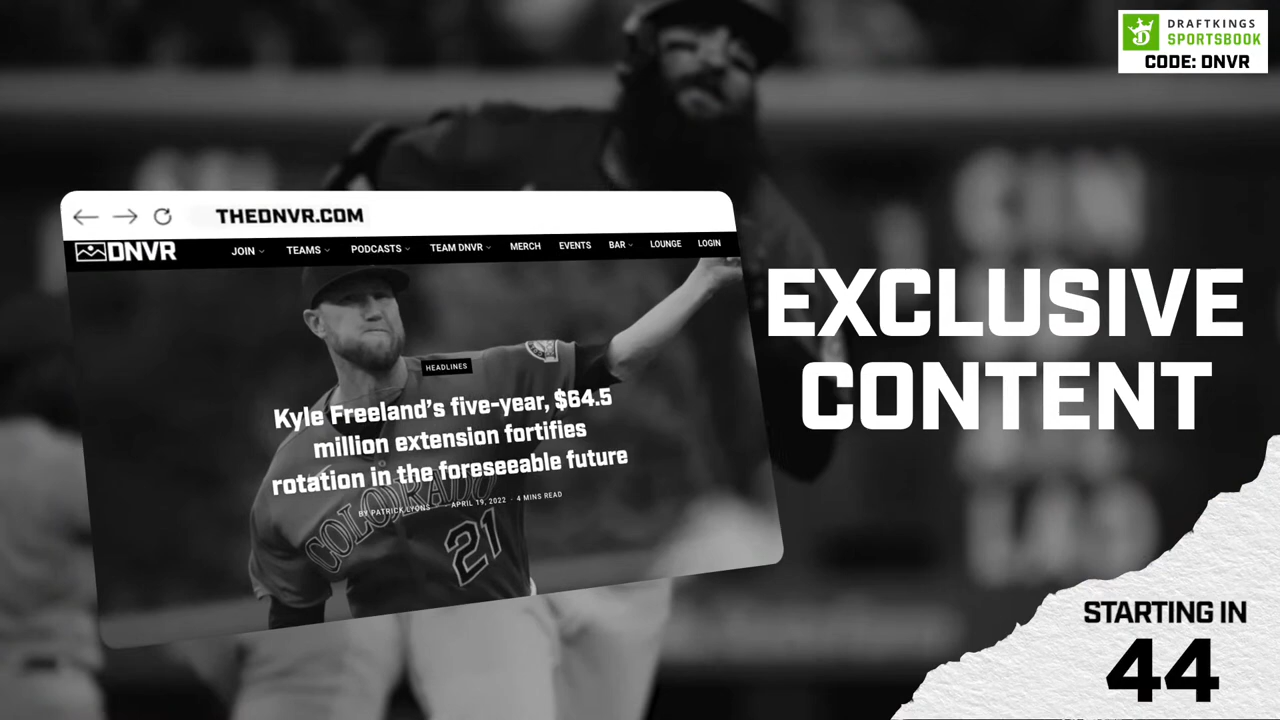 DRAFTKINGS
SPORTSBOOK
CODE: DNVR
THEDNVR.COM
DNVR JOIN TEAMS PODCASTS TEAM DNVR MERCH EVENTS BAR LOUNGE LOGIN
EXCLUSIVE
CONTENT
HEADLINES
Kyle Freeland's five-year, $64.5
million extension fortifies
rotation in the foreseeable future
BY PATRICK LYONS · APRIL 19, 2022 · 4 MINS READ
COLORADO
21
STARTING IN
44